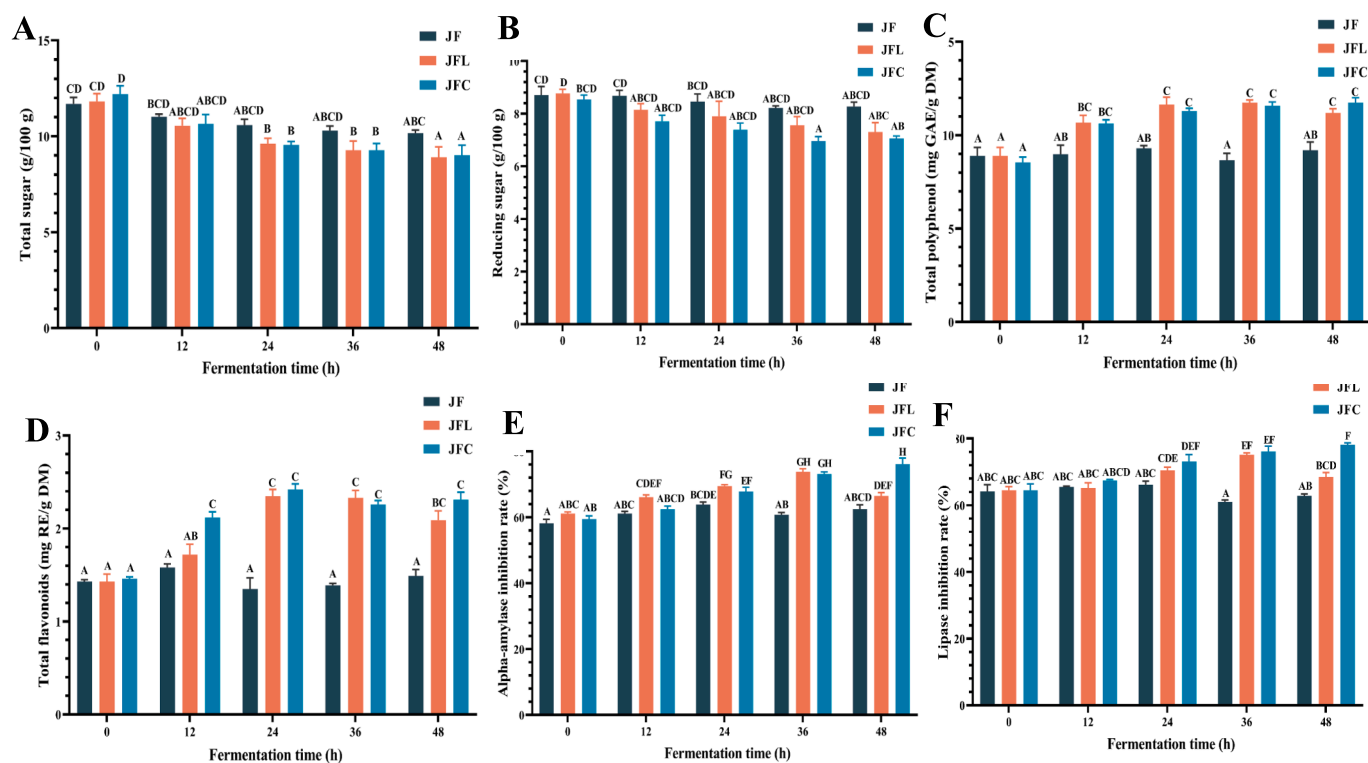 A
JF
JFL
JFC
Total sugar (g/100 g)
15
10
5
0
CD CD D
BCD ABCD ABCD
ABCD B B
ABCD B B
ABC A A
0 12 24 36 48
Fermentation time (h)
B
JF
JFL
JFC
Reducing sugar (g/100 g)
10
8
6
4
2
0
CD D BCD
CD ABCD ABCD
BCD ABCD ABCD
ABCD ABCD A
BCD ABC AB
0 12 24 36 48
Fermentation time (h)
C
JF
JFL
JFC
Total polyphenol (mg GAE/g DM)
15
10
5
0
A A A
AB BC BC
AB C C
A C C
AB C C
0 12 24 36 48
Fermentation time (h)
D
JF
JFL
JFC
Total flavonoids (mg RE/g DM)
3
2
1
0
A A A
A AB C
A C C
A C C
A BC C
0 12 24 36 48
Fermentation time (h)
E
JF
JFL
JFC
Alpha-amylase inhibition rate (%)
60
40
20
0
A ABC AB
ABC CDEF ABCD
BCDE FG EF
AB GH GH
ABCD DEF H
0 12 24 36 48
Fermentation time (h)
F
JFL
JFC
Lipase inhibition rate (%)
80
60
40
20
0
ABC ABC ABC
ABC ABC ABCD
ABC CDE DEF
A EF EF
AB BCD F
0 12 24 36 48
Fermentation time (h)